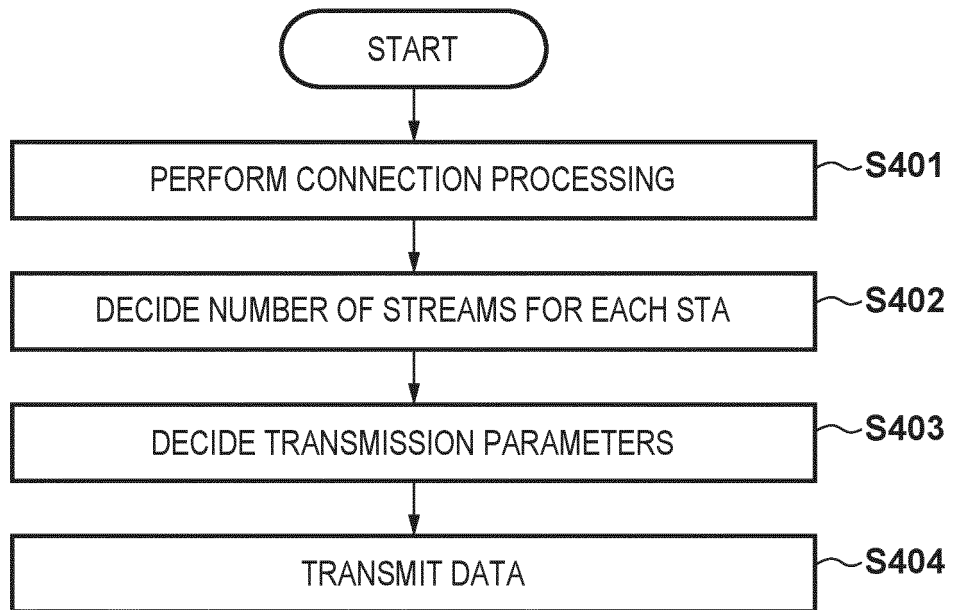 START
PERFORM CONNECTION PROCESSING
S401
DECIDE NUMBER OF STREAMS FOR EACH STA
S402
DECIDE TRANSMISSION PARAMETERS
S403
TRANSMIT DATA
S404